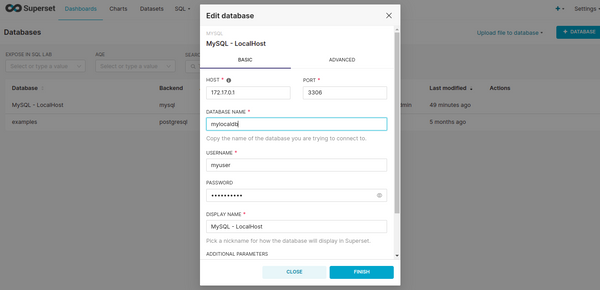 Superset
Dashboards Charts Datasets SQL Settings
Databases
Upload file to database + DATABASE
EXPOSE IN SQL LAB AGE
Select or type a value Select or type a value
Database Backend Last modified Actions
MySQL - LocalHost mysql 49 minutes ago
examples postgresql 5 months ago
Edit database
MYSQL
MySQL - LocalHost
BASIC ADVANCED
HOST * PORT *
172.17.0.1 3306
DATABASE NAME *
mylocaldb
Copy the name of the database you are trying to connect to.
USERNAME *
myuser
PASSWORD
••••••••••
DISPLAY NAME *
MySQL - LocalHost
Pick a nickname for how the database will display in Superset.
ADDITIONAL PARAMETERS
CLOSE FINISH